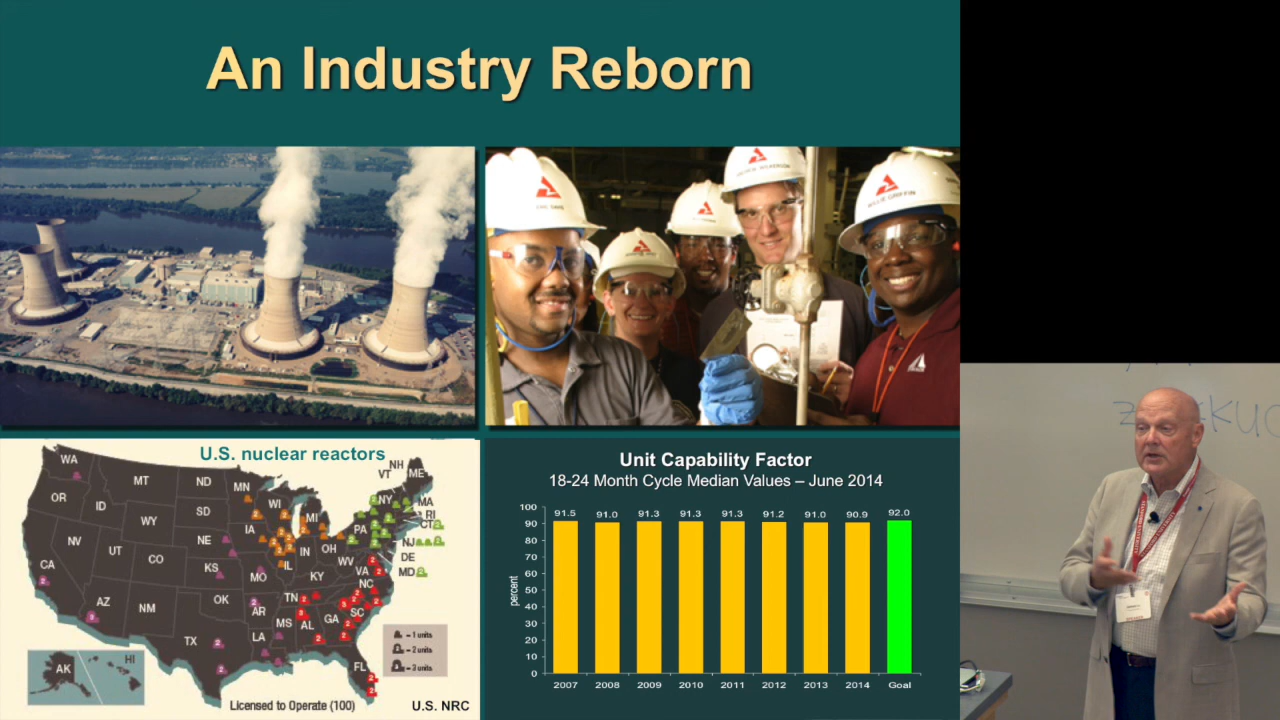 An Industry Reborn
WILLIE GRIFFIN
U.S. nuclear reactors
WA
MT
ND
MN
VT
NH
ME
OR
ID
SD
WI
MI
NY
MA
RI
CT
WY
IA
PA
NJ
NV
UT
NE
IL
IN
OH
DE
MD
CA
CO
KS
MO
KY
WV
VA
AZ
NM
OK
AR
TN
NC
SC
TX
LA
MS
AL
GA
FL
AK
HI
= 1 units
= 2 units
= 3 units
Licensed to Operate (100)
U.S. NRC
Unit Capability Factor
18-24 Month Cycle Median Values – June 2014
percent
100
90
80
70
60
50
40
30
20
10
0
91.5 91.0 91.3 91.3 91.3 91.2 91.0 90.9 92.0
2007 2008 2009 2010 2011 2012 2013 2014 Goal